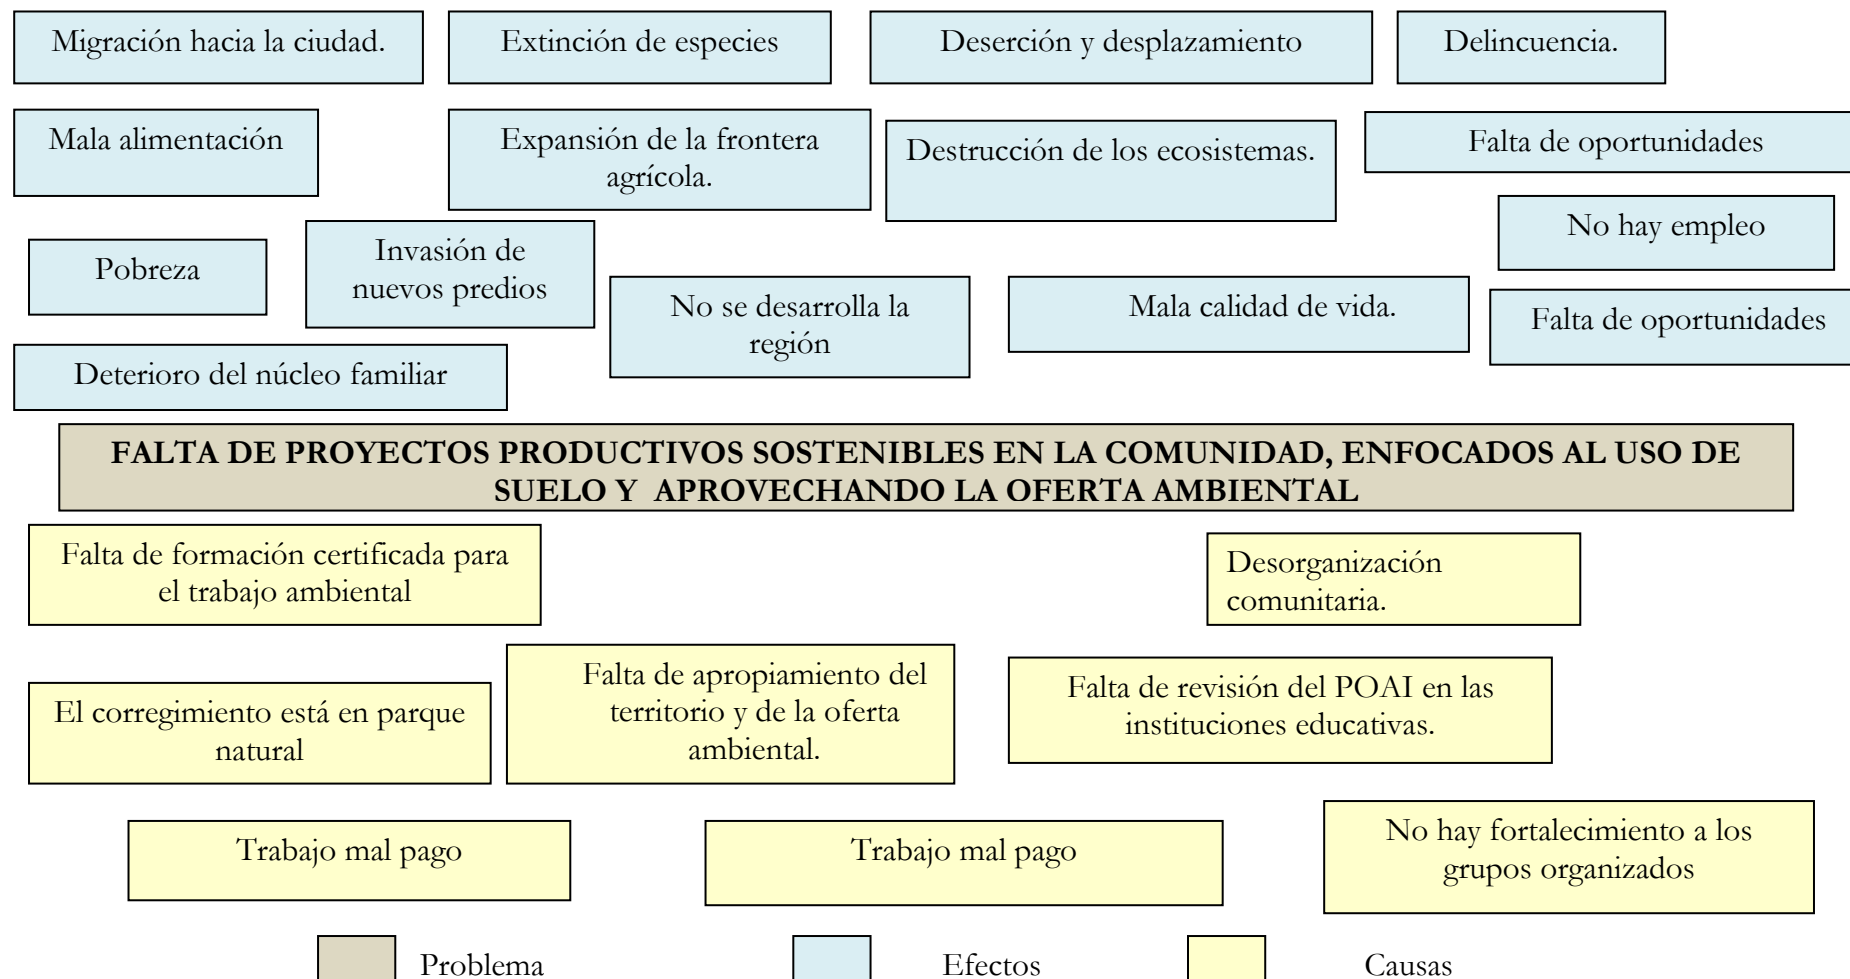 Migración hacia la ciudad.
Extinción de especies
Deserción y desplazamiento
Delincuencia.
Mala alimentación
Expansión de la frontera
agrícola.
Destrucción de los ecosistemas.
Falta de oportunidades
No hay empleo
Pobreza
Invasión de
nuevos predios
No se desarrolla la
región
Mala calidad de vida.
Falta de oportunidades
Deterioro del núcleo familiar
FALTA DE PROYECTOS PRODUCTIVOS SOSTENIBLES EN LA COMUNIDAD, ENFOCADOS AL USO DE
SUELO Y APROVECHANDO LA OFERTA AMBIENTAL
Falta de formación certificada para
el trabajo ambiental
Desorganización
comunitaria.
El corregimiento está en parque
natural
Falta de apropiamiento del
territorio y de la oferta
ambiental.
Falta de revisión del POAI en las
instituciones educativas.
Trabajo mal pago
Trabajo mal pago
No hay fortalecimiento a los
grupos organizados
Problema
Efectos
Causas